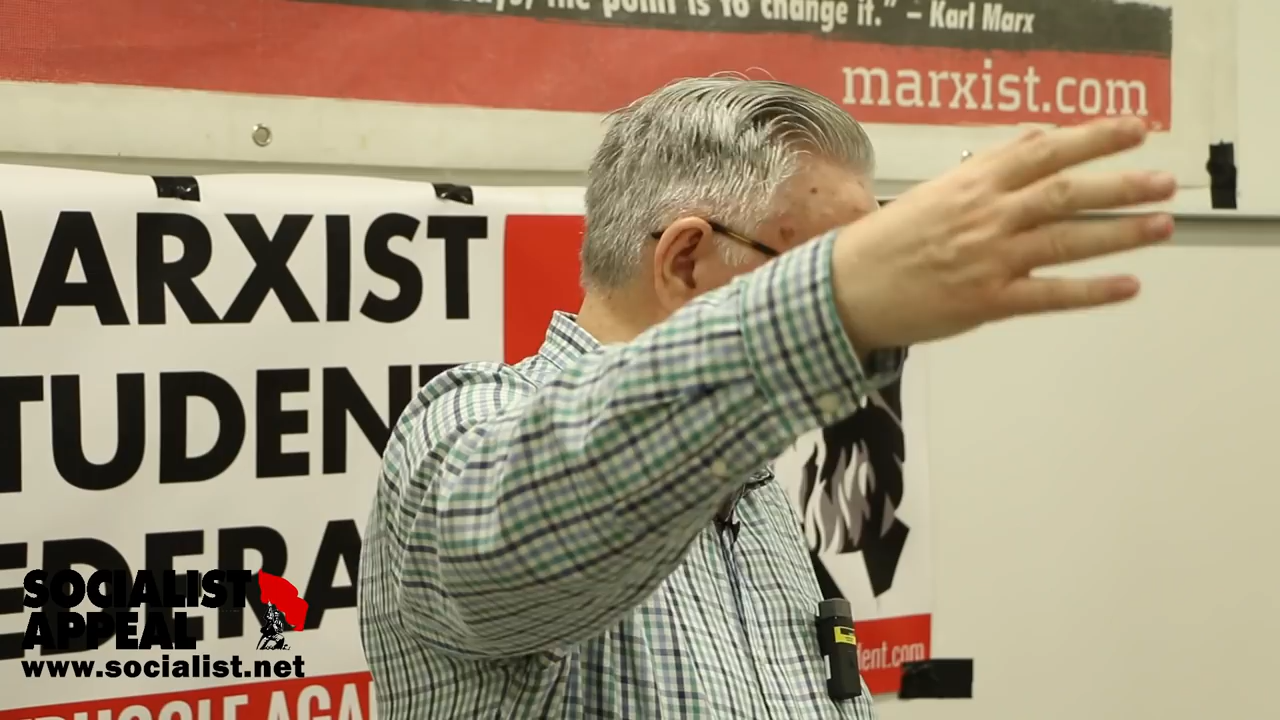 the point is to change it." – Karl Marx
marxist.com
MARXIST
TUDEN
EDERA
SOCIALIST
APPEAL
www.socialist.net
dent.com